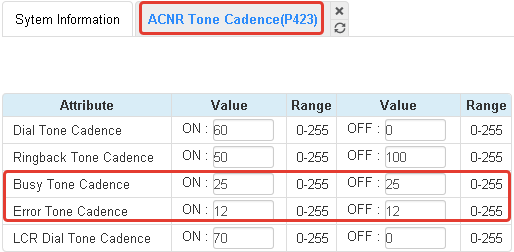 Sytem Information ACNR Tone Cadence(P423)
Attribute Value Range Value Range
Dial Tone Cadence ON : 60 0-255 OFF : 0 0-255
Ringback Tone Cadence ON : 50 0-255 OFF : 100 0-255
Busy Tone Cadence ON : 25 0-255 OFF : 25 0-255
Error Tone Cadence ON : 12 0-255 OFF : 12 0-255
LCR Dial Tone Cadence ON : 70 0-255 OFF : 0 0-255